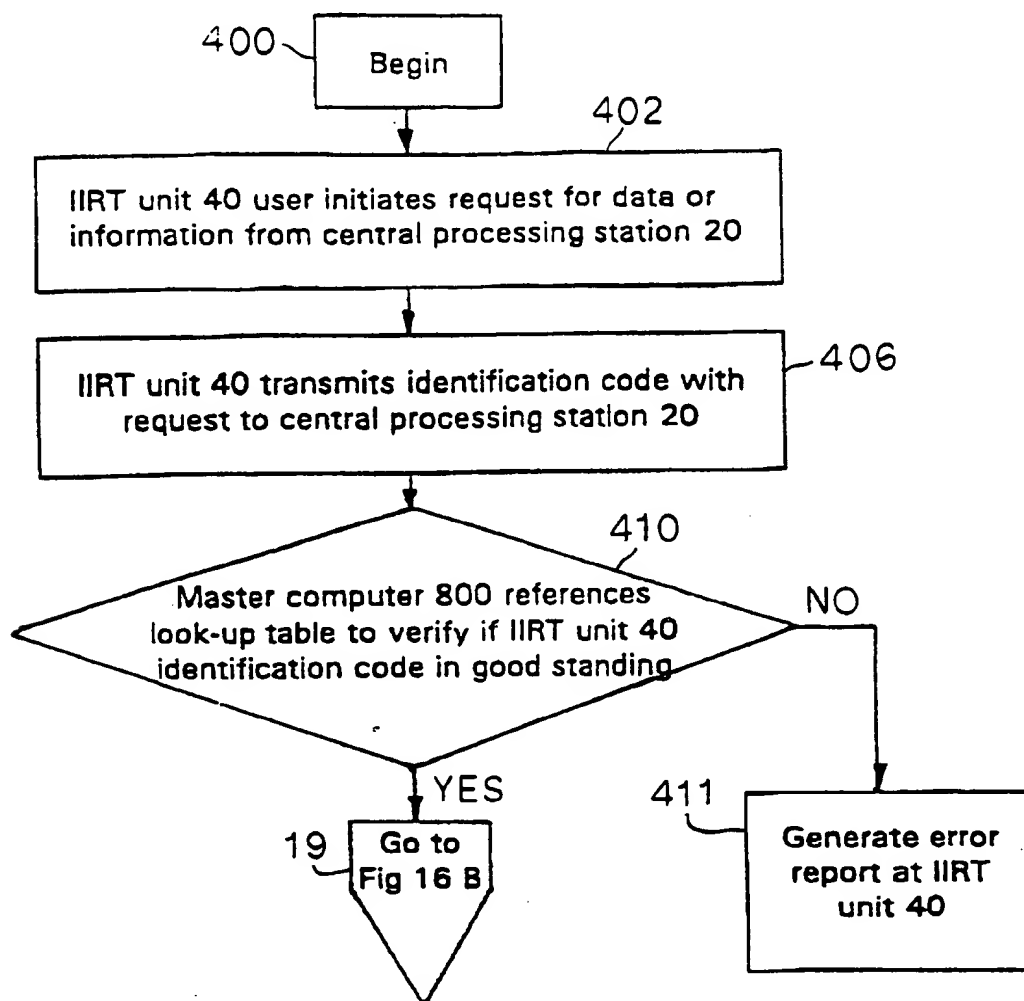 400
Begin
402
IIRT unit 40 user initiates request for data or
information from central processing station 20
406
IIRT unit 40 transmits identification code with
request to central processing station 20
410
Master computer 800 references
look-up table to verify if IIRT unit 40
identification code in good standing
NO
YES
19
Go to
Fig 16 B
411
Generate error
report at IIRT
unit 40